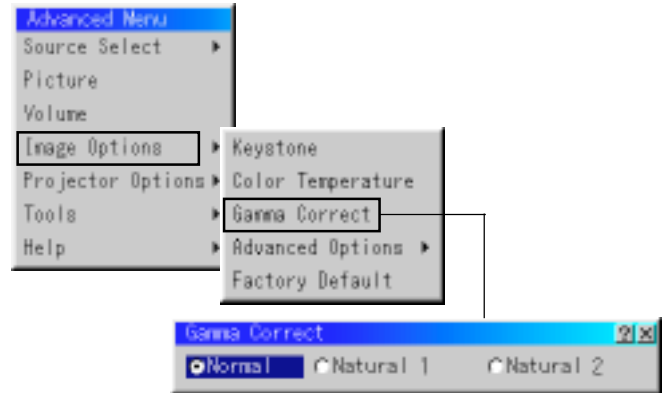 Advanced Menu
Source Select
Picture
Volume
Image Options
Projector Options
Tools
Help
Keystone
Color Temperature
Gamma Correct
Advanced Options
Factory Default
Gamma Correct ? ×
Normal Natural 1 Natural 2